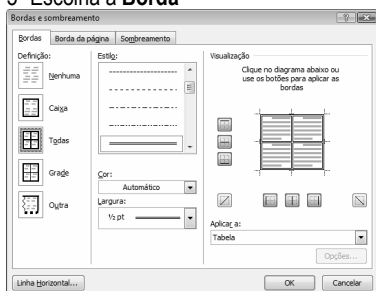 Escolha a Borda
Bordas e sombreamento
Bordas
Borda da página
Sombreamento
Definição:
Nenhuma
Caixa
Todas
Grade
Outra
Estilo:
Cor:
Automático
Largura:
½ pt
Visualização
Clique no diagrama abaixo ou
use os botões para aplicar as
bordas
Aplicar a:
Tabela
Opções...
Linha Horizontal...
OK
Cancelar